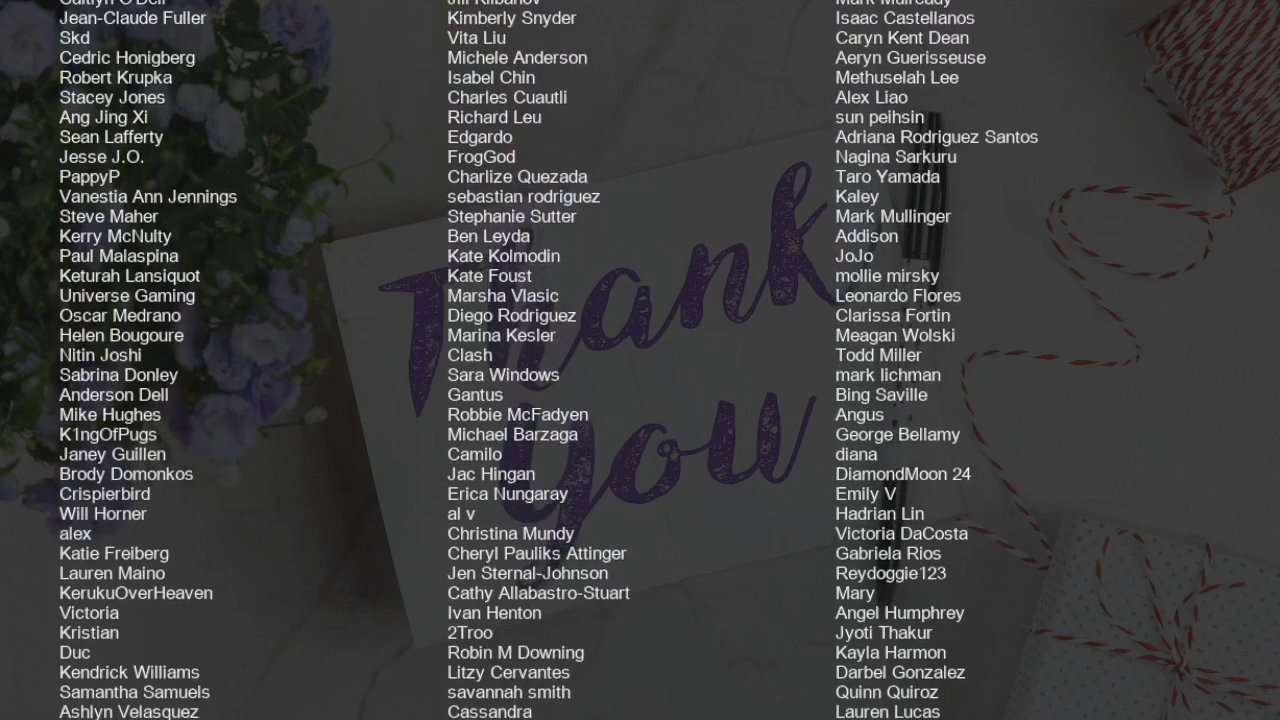 Jean-Claude Fuller
Skd
Cedric Honigberg
Robert Krupka
Stacey Jones
Ang Jing Xi
Sean Lafferty
Jesse J.O.
PappyP
Vanestia Ann Jennings
Steve Maher
Kerry McNulty
Paul Malaspina
Keturah Lansiquot
Universe Gaming
Oscar Medrano
Helen Bougoure
Nitin Joshi
Sabrina Donley
Anderson Dell
Mike Hughes
K1ngOfPugs
Janey Guillen
Brody Domonkos
Crispierbird
Will Horner
alex
Katie Freiberg
Lauren Maino
KerukuOverHeaven
Victoria
Kristian
Duc
Kendrick Williams
Samantha Samuels
Ashlyn Velasquez
Kimberly Snyder
Vita Liu
Michele Anderson
Isabel Chin
Charles Cuautli
Richard Leu
Edgardo
FrogGod
Charlize Quezada
sebastian rodriguez
Stephanie Sutter
Ben Leyda
Kate Kolmodin
Kate Foust
Marsha Vlasic
Diego Rodriguez
Marina Kesler
Clash
Sara Windows
Gantus
Robbie McFadyen
Michael Barzaga
Camilo
Jac Hingan
Erica Nungaray
al v
Christina Mundy
Cheryl Pauliks Attinger
Jen Sternal-Johnson
Cathy Allabastro-Stuart
Ivan Henton
2Troo
Robin M Downing
Litzy Cervantes
savannah smith
Cassandra
Isaac Castellanos
Caryn Kent Dean
Aeryn Guerisseuse
Methuselah Lee
Alex Liao
sun peihsin
Adriana Rodriguez Santos
Nagina Sarkuru
Taro Yamada
Kaley
Mark Mullinger
Addison
JoJo
mollie mirsky
Leonardo Flores
Clarissa Fortin
Meagan Wolski
Todd Miller
Bing Saville
Angus
George Bellamy
diana
DiamondMoon 24
Emily V
Hadrian Lin
Victoria DaCosta
Gabriela Rios
Reydoggie123
Mary
Angel Humphrey
Jyoti Thakur
Kayla Harmon
Darbel Gonzalez
Quinn Quiroz
Lauren Lucas
Thank
you